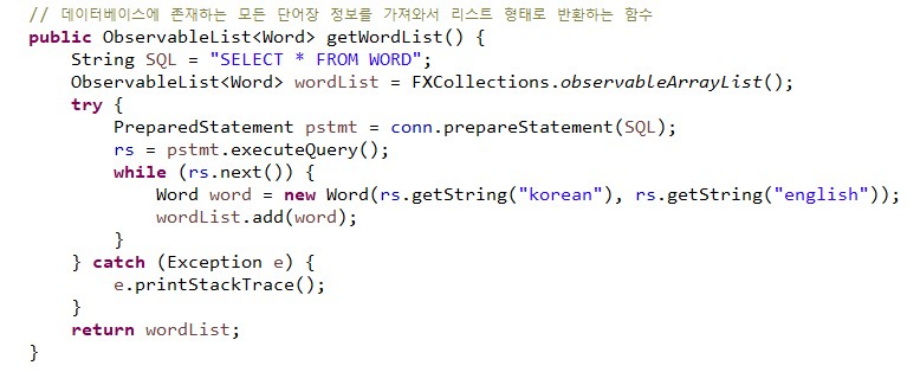 // 데이터베이스에 존재하는 모든 단어장 정보를 가져와서 리스트 형태로 반환하는 함수
public ObservableList<Word> getWordList() {
    String SQL = "SELECT * FROM WORD";
    ObservableList<Word> wordList = FXCollections.observableArrayList();
    try {
        PreparedStatement pstmt = conn.prepareStatement(SQL);
        rs = pstmt.executeQuery();
        while (rs.next()) {
            Word word = new Word(rs.getString("korean"), rs.getString("english"));
            wordList.add(word);
        }
    } catch (Exception e) {
        e.printStackTrace();
    }
    return wordList;
}